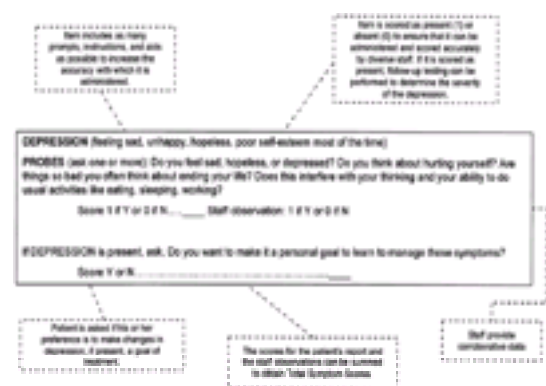 Item includes as many
prompts, instructions, and aids
as possible to increase the
accuracy with which it is
administered.
Item is scored as present (1) or
absent (0) to ensure that it can be
administered and scored accurately
by diverse staff. If it is scored as
present, follow-up testing can be
performed to determine the severity
of the depression.
DEPRESSION (feeling sad, unhappy, hopeless, poor self-esteem most of the time)
PROBES (ask one or more): Do you feel sad, hopeless, or depressed? Do you think about hurting yourself? Are
things so bad you often think about ending your life? Does this interfere with your thinking and your ability to do
usual activities like eating, sleeping, working?
Score 1 if Y or 0 if N..... Staff observation: 1 if Y or 0 if N
If DEPRESSION is present, ask, Do you want to make it a personal goal to learn to manage these symptoms?
Score Y or N
Patient is asked if his or her
preference is to make changes in
depression, if present, a goal of
treatment.
The scores for the patient's report and
the staff observations can be summed
to obtain Total Symptom Scores.
Staff provide
data.